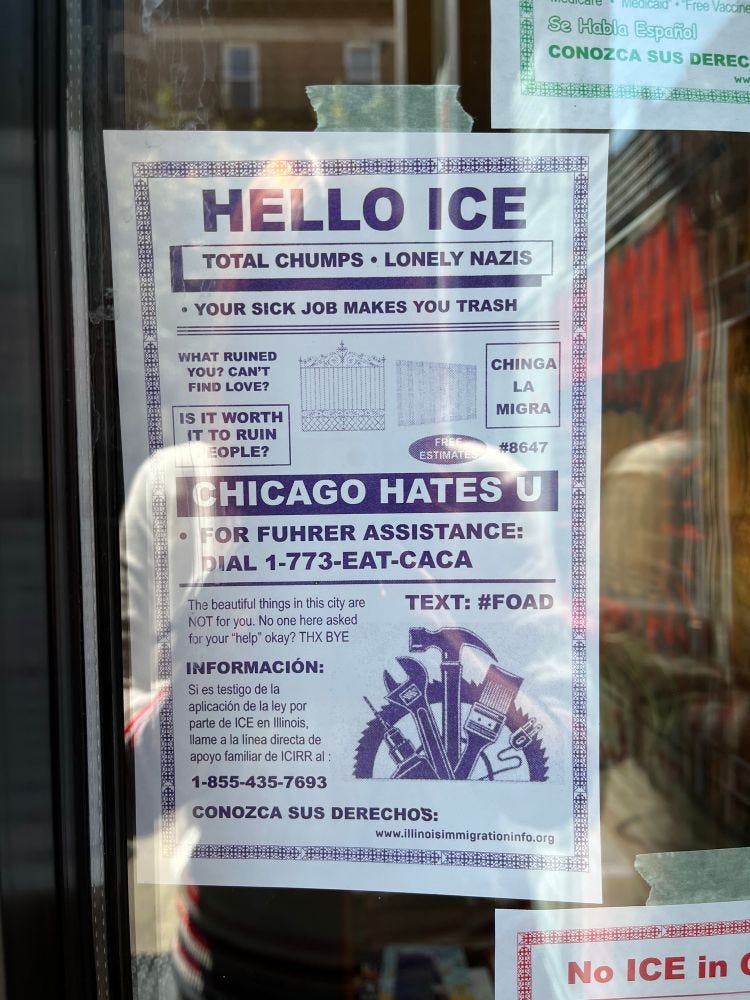 Medicare • Medicaid • "Free Vaccine
Se Habla Español
CONOZCA SUS DEREC
ww
HELLO ICE
TOTAL CHUMPS • LONELY NAZIS
• YOUR SICK JOB MAKES YOU TRASH
WHAT RUINED
YOU? CAN'T
FIND LOVE?
IS IT WORTH
IT TO RUIN
PEOPLE?
CHINGA
LA
MIGRA
FREE
ESTIMATES
#8647
CHICAGO HATES U
• FOR FUHRER ASSISTANCE:
DIAL 1-773-EAT-CACA
The beautiful things in this city are
NOT for you. No one here asked
for your "help" okay? THX BYE
TEXT: #FOAD
INFORMACIÓN:
Si es testigo de la
aplicación de la ley por
parte de ICE en Illinois,
llame a la línea directa de
apoyo familiar de ICIRR al :
1-855-435-7693
CONOZCA SUS DERECHOS:
www.illinoisimmigrationinfo.org
No ICE in C